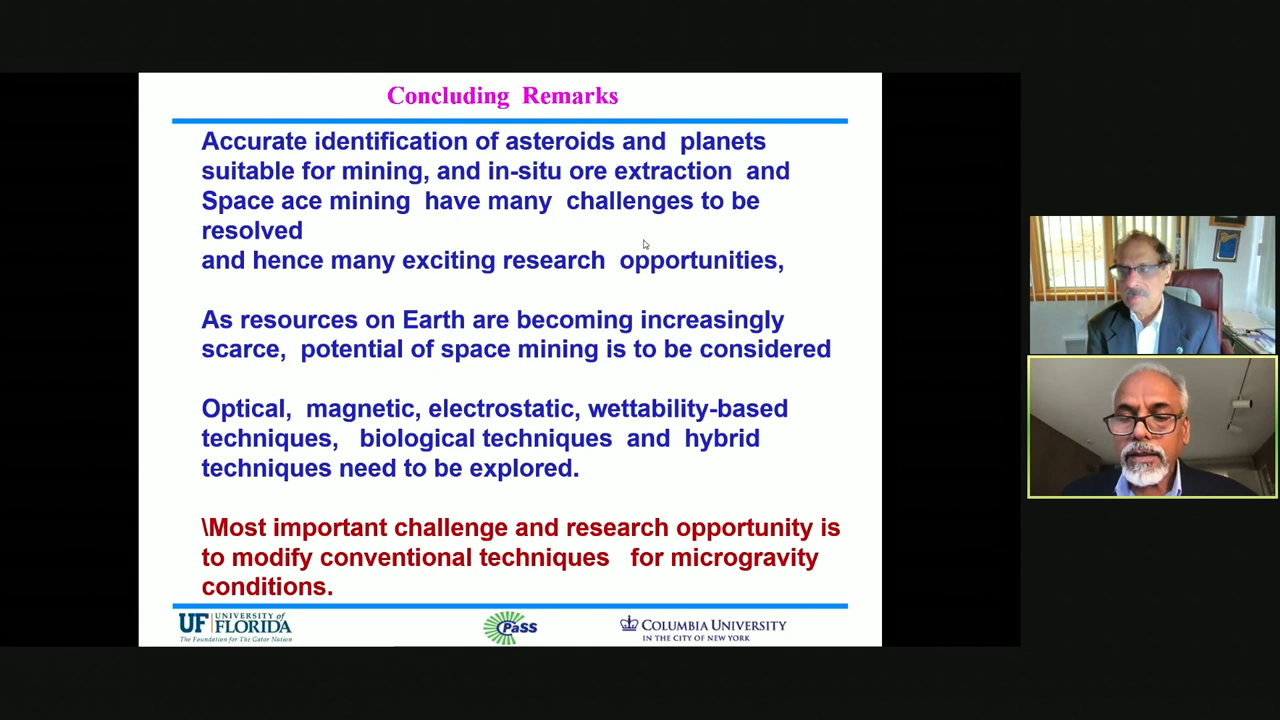 Concluding Remarks
Accurate identification of asteroids and planets
suitable for mining, and in-situ ore extraction and
Space ace mining have many challenges to be
resolved
and hence many exciting research opportunities,
As resources on Earth are becoming increasingly
scarce, potential of space mining is to be considered
Optical, magnetic, electrostatic, wettability-based
techniques, biological techniques and hybrid
techniques need to be explored.
\Most important challenge and research opportunity is
to modify conventional techniques for microgravity
conditions.
UF UNIVERSITY of
FLORIDA
The Foundation for The Gator Nation
CPaSS
COLUMBIA UNIVERSITY
IN THE CITY OF NEW YORK